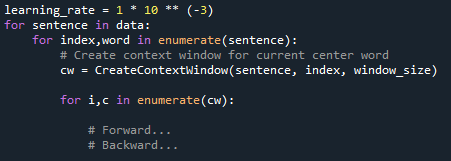 learning_rate = 1 * 10 ** (-3)
for sentence in data:
    for index,word in enumerate(sentence):
        # Create context window for current center word
        cw = CreateContextWindow(sentence, index, window_size)

        for i,c in enumerate(cw):

            # Forward...
            # Backward...